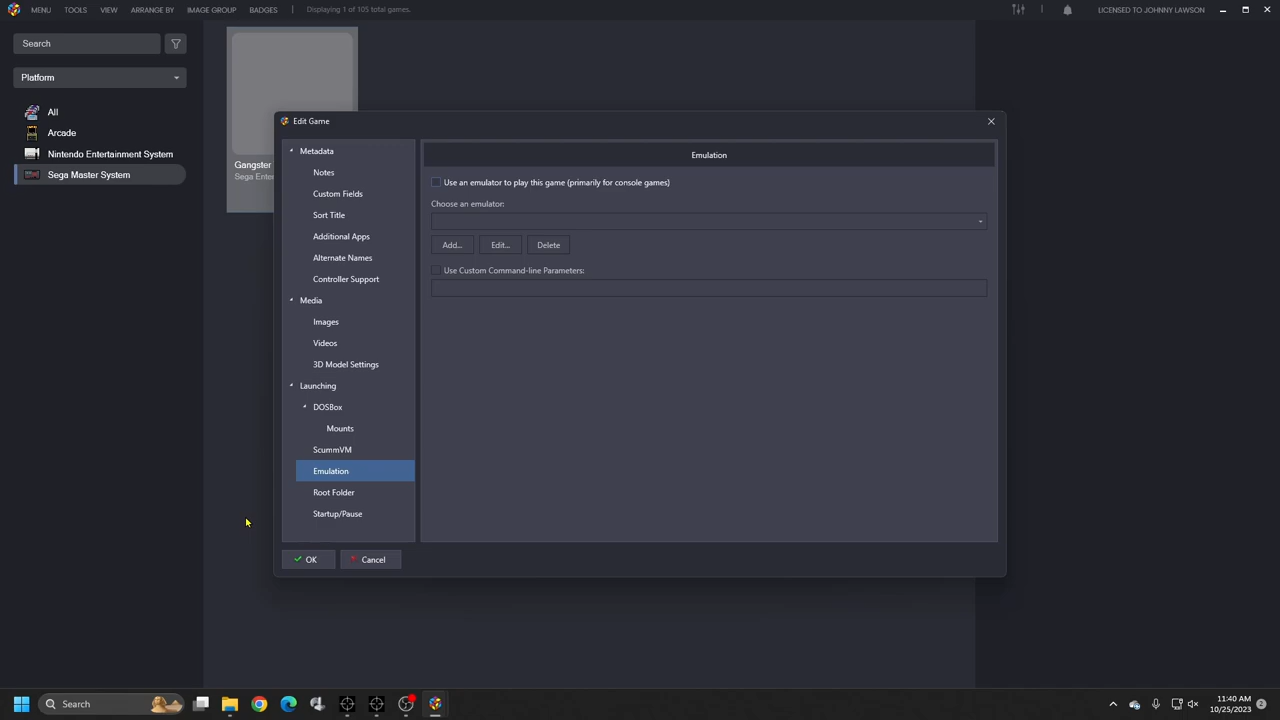 MENU TOOLS VIEW ARRANGE BY IMAGE GROUP BADGES Displaying 1 of 105 total games. LICENSED TO JOHNNY LAWSON
Search
Platform
All
Arcade
Nintendo Entertainment System
Sega Master System
Gangster
Sega Enter
Edit Game
Metadata
Notes
Custom Fields
Sort Title
Additional Apps
Alternate Names
Controller Support
Media
Images
Videos
3D Model Settings
Launching
DOSBox
Mounts
ScummVM
Emulation
Root Folder
Startup/Pause
Emulation
Use an emulator to play this game (primarily for console games)
Choose an emulator:
Add... Edit... Delete
Use Custom Command-line Parameters:
OK Cancel
Search
11:40 AM
10/25/2023
2